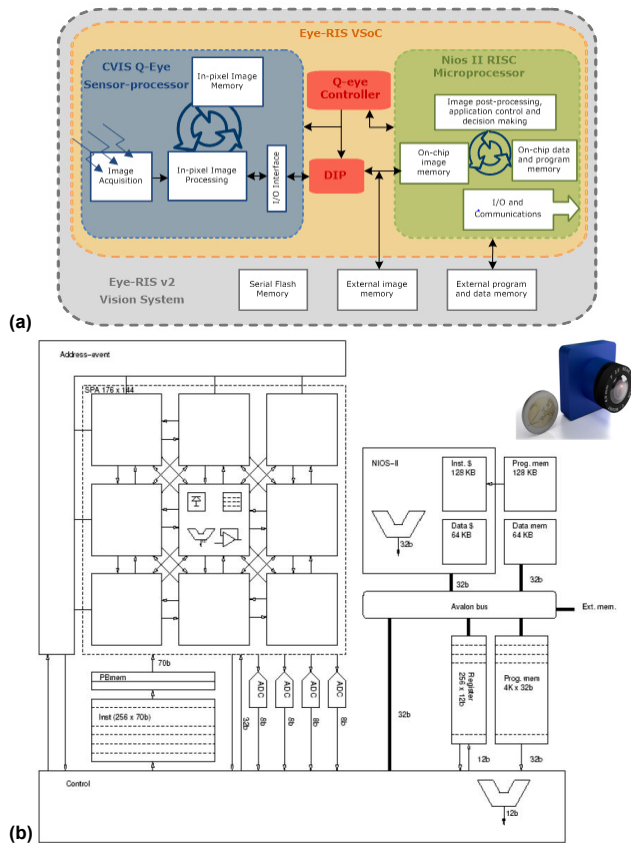 Eye-RIS VSoC
CVIS Q-Eye
Sensor-processor
In-pixel Image
Memory
Image
Acquisition
In-pixel Image
Processing
I/O Interface
Q-eye
Controller
DIP
Nios II RISC
Microprocessor
Image post-processing,
application control and
decision making
On-chip
image
memory
On-chip data
and program
memory
I/O and
Communications
Eye-RIS v2
Vision System
Serial Flash
Memory
External image
memory
External program
and data memory
(a)
Address-event
SPA 176 x 144
70b
PBmem
Inst (256 x 70b)
32b
ADC
ADC
ADC
ADC
8b
8b
8b
8b
Control
NIOS-II
Inst. $
128 KB
Prog. mem
128 KB
Data $
64 KB
Data mem
64 KB
32b
32b
32b
Avalon bus
Ext. mem.
32b
Register
256 x 12b
Prog. mem
4K x 32b
12b
32b
12b
(b)